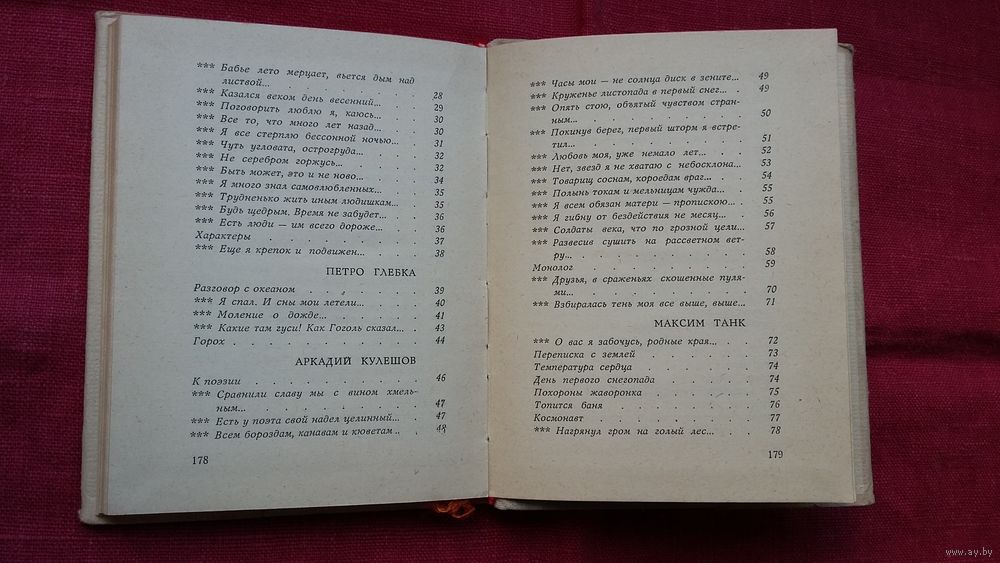 *** Бабье лето мерцает, вьется дым над
листвой... . . . . . . . 28
*** Казался веком день весенний... . . 29
*** Поговорить люблю я, каюсь... . . 30
*** Все то, что много лет назад... . . 30
*** Я все стерплю бессонной ночью... . 31
*** Чуть угловата, острогруда... . . . 32
*** Не серебром горжусь... . . . . 32
*** Быть может, это и не ново... . . 34
*** Я много знал самовлюбленных... . . 35
*** Трудненько жить иным людишкам... . 35
*** Будь щедрым. Время не забудет... . . 36
*** Есть люди — им всего дороже... . . 36
Характеры . . . . . . . . 37
*** Еще я крепок и подвижен... . . . 38
ПЕТРО ГЛЕБКА
Разговор с океаном . . . . . . 39
*** Я спал. И сны мои летели... . . . 40
*** Моление о дожде... . . . . . 41
*** Какие там гуси! Как Гоголь сказал... . 43
Горох . . . . . . . . . 44
АРКАДИЙ КУЛЕШОВ
К поэзии . . . . . . . . 46
*** Сравнили славу мы с вином хмель-
ным... . . . . . . . . 47
*** Есть у поэта свой надел целинный... . 47
*** Всем бороздам, канавам и кюветам . . 48
178
*** Часы мои — не солнца диск в зените... 49
*** Круженье листопада в первый снег... . 49
*** Опять стою, объятый чувством стран-
ным... . . . . . . . . 50
*** Покинув берег, первый шторм я встре-
тил... . . . . . . . . 51
*** Любовь моя, уже немало лет... . . 52
*** Нет, звезд я не хватаю с небосклона... 53
*** Товарищ соснам, короедам враг... . . 54
*** Полынь токам и мельницам чужда... . 55
*** Я всем обязан матери — пропискою... . 55
*** Я гибну от бездействия не месяц... . 56
*** Солдаты века, что по грозной цели... . 57
*** Развесив сушить на рассветном вет-
ру... . . . . . . . . 58
Монолог . . . . . . . . 59
*** Друзья, в сраженьях скошенные пуля-
ми... . . . . . . . . 70
*** Взбиралась тень моя все выше, выше... 71
МАКСИМ ТАНК
*** О вас я забочусь, родные края... . . 72
Переписка с землей . . . . . . 73
Температура сердца . . . . . . 74
День первого снегопада . . . . . 74
Похороны жаворонка . . . . . . 75
Топится баня . . . . . . . 76
Космонавт . . . . . . . . 77
*** Нагрянул гром на голый лес... . . 78
179
www.ay.by